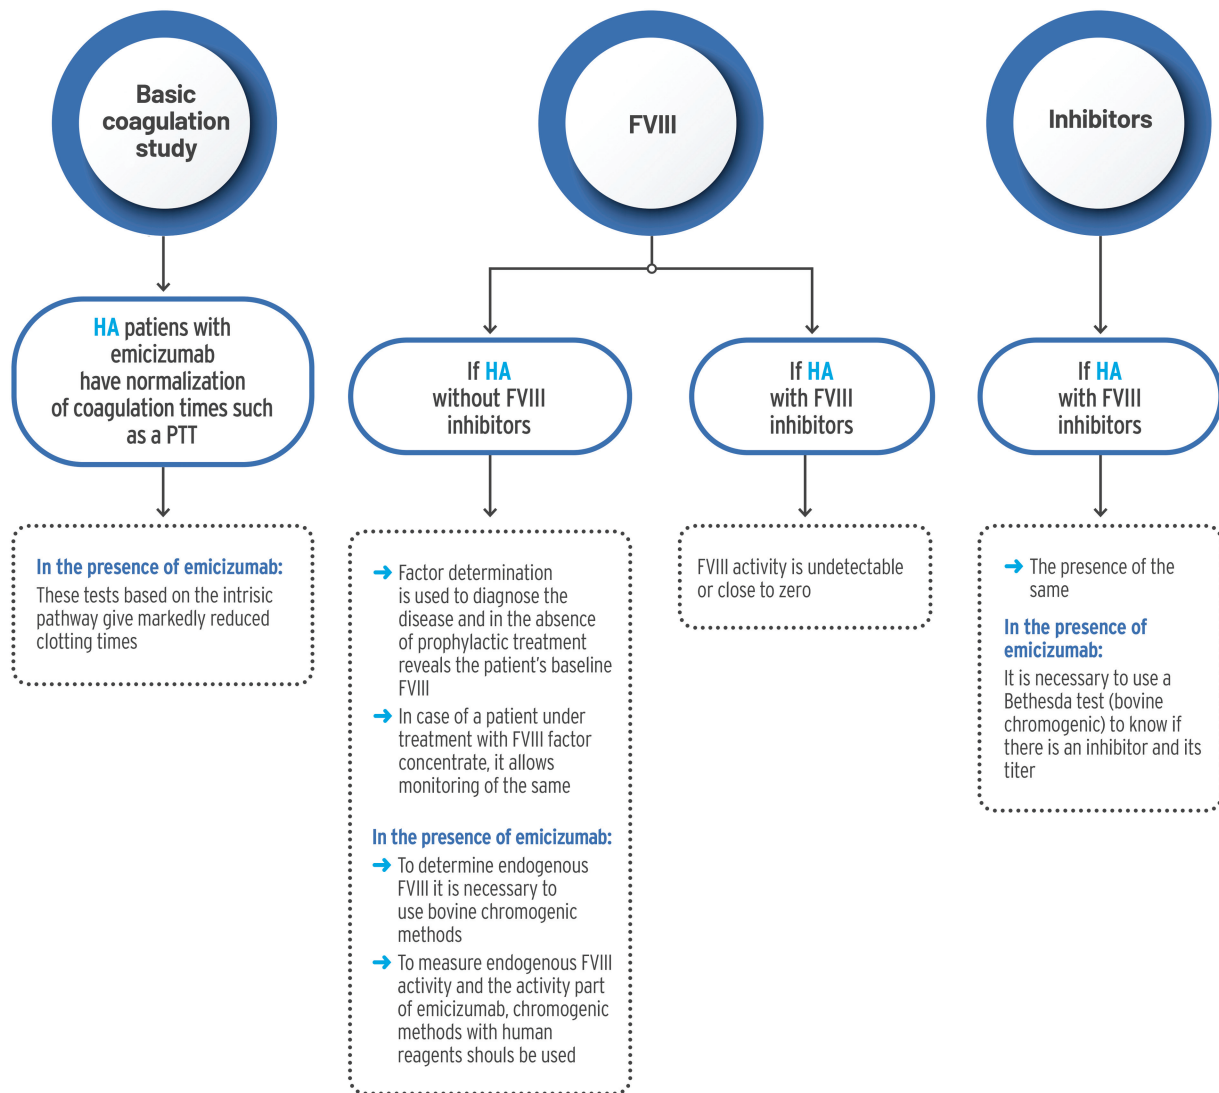 Basic
coagulation
study
HA patiens with
emicizumab
have normalization
of coagulation times such
as a PTT
In the presence of emicizumab:
These tests based on the intrisic
pathway give markedly reduced
clotting times
FVIII
If HA
without FVIII
inhibitors
➔ Factor determination
is used to diagnose the
disease and in the absence
of prophylactic treatment
reveals the patient's baseline
FVIII
➔ In case of a patient under
treatment with FVIII factor
concentrate, it allows
monitoring of the same
In the presence of emicizumab:
➔ To determine endogenous
FVIII it is necessary to
use bovine chromogenic
methods
➔ To measure endogenous FVIII
activity and the activity part
of emicizumab, chromogenic
methods with human
reagents shouls be used
If HA
with FVIII
inhibitors
FVIII activity is undetectable
or close to zero
Inhibitors
If HA
with FVIII
inhibitors
➔ The presence of the
same
In the presence of
emicizumab:
It is necessary to use a
Bethesda test (bovine
chromogenic) to know if
there is an inhibitor and its
titer